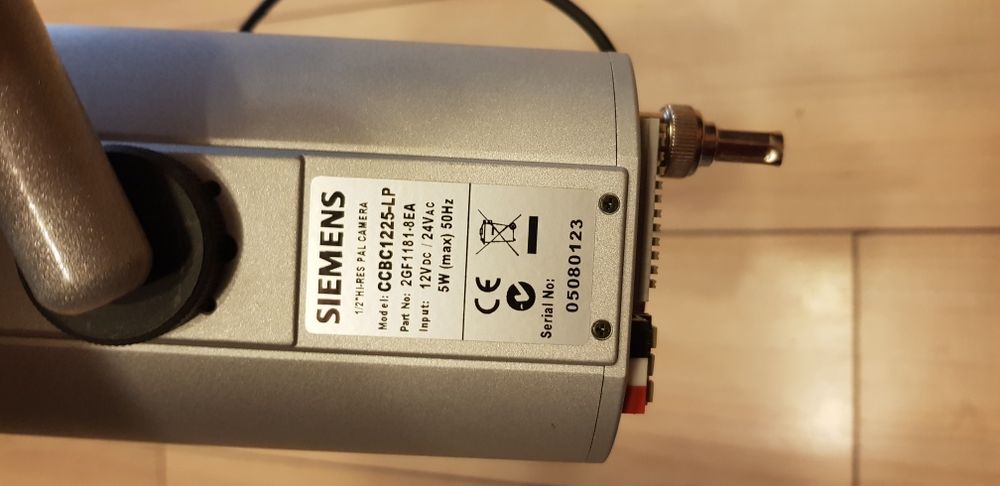 SIEMENS
1/2"HI-RES PAL CAMERA
Model: CCBC1225-LP
Part No: 2GF1181-8EA
Input: 12VDC / 24VAC
5W (max) 50Hz
CE
Serial No:
05080123